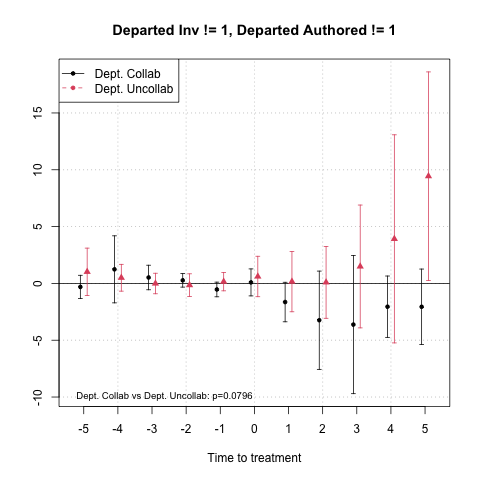 Departed Inv != 1, Departed Authored != 1
Dept. Collab
Dept. Uncollab
15
10
5
0
-5
-10
Dept. Collab vs Dept. Uncollab: p=0.0796
-5 -4 -3 -2 -1 0 1 2 3 4 5
Time to treatment